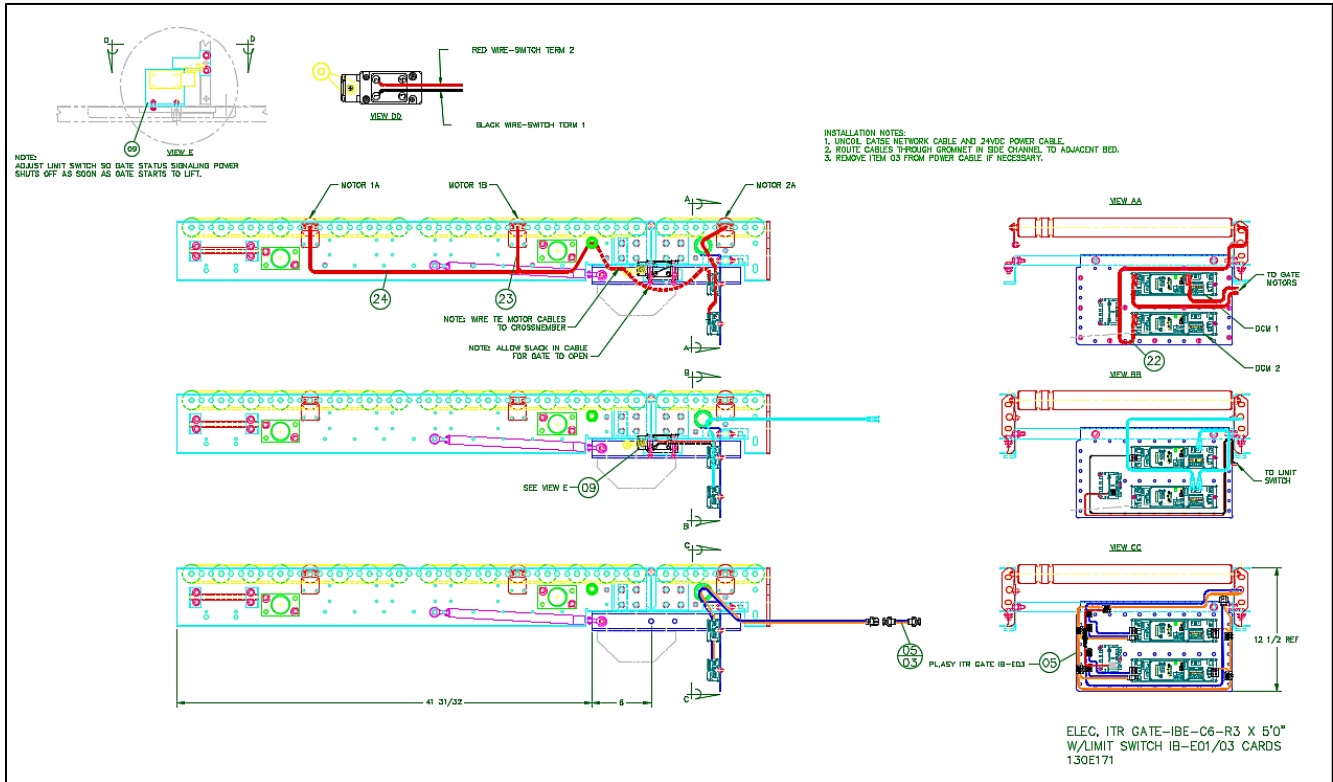 D
D
RED WIRE-SWITCH TERM 2
BLACK WIRE-SWITCH TERM 1
VIEW DD
09
VIEW E
NOTE:
ADJUST LIMIT SWITCH SO GATE STATUS SIGNALING POWER
SHUTS OFF AS SOON AS GATE STARTS TO LIFT.
INSTALLATION NOTES:
1. UNCOIL CAT5E NETWORK CABLE AND 24VDC POWER CABLE.
2. ROUTE CABLES THROUGH GROMMET IN SIDE CHANNEL TO ADJACENT BED.
3. REMOVE ITEM 03 FROM POWER CABLE IF NECESSARY.
MOTOR 1A
MOTOR 1B
MOTOR 2A
A
24
23
NOTE: WIRE TIE MOTOR CABLES
TO CROSSMEMBER
NOTE: ALLOW SLACK IN CABLE
FOR GATE TO OPEN
A
VIEW AA
TO GATE
MOTORS
DCM 1
DCM 2
22
B
SEE VIEW E
09
B
VIEW BB
TO LIMIT
SWITCH
C
05
03
C
41 31/32
6
VIEW CC
PL,ASY ITR GATE IB-E03
05
12 1/2 REF
ELEC, ITR GATE-IBE-C6-R3 X 5'0"
W/LIMIT SWITCH IB-E01/03 CARDS
130E171